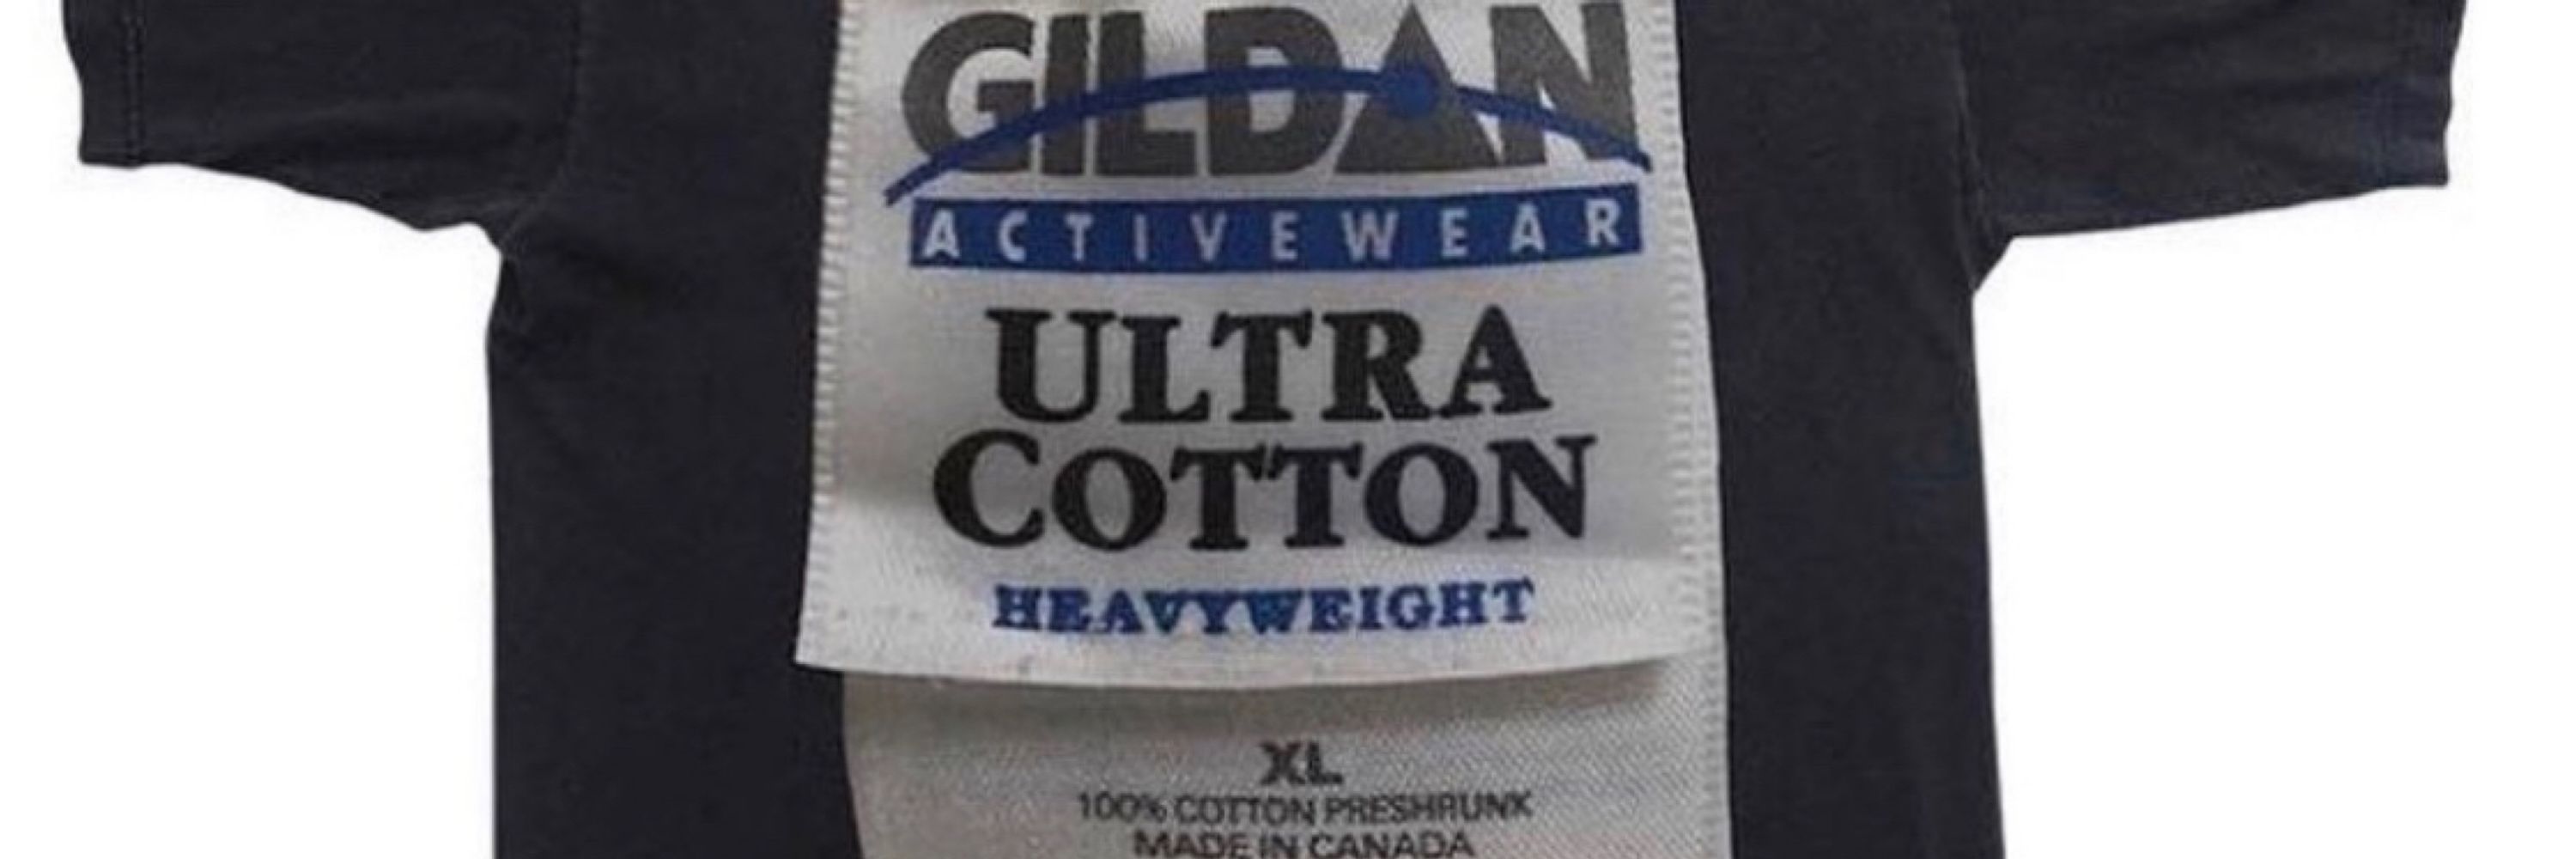 GILDAN
ACTIVEWEAR
ULTRA
COTTON
HEAVYWEIGHT
XL
100% COTTON PRESHRUNK
MADE IN CANADA